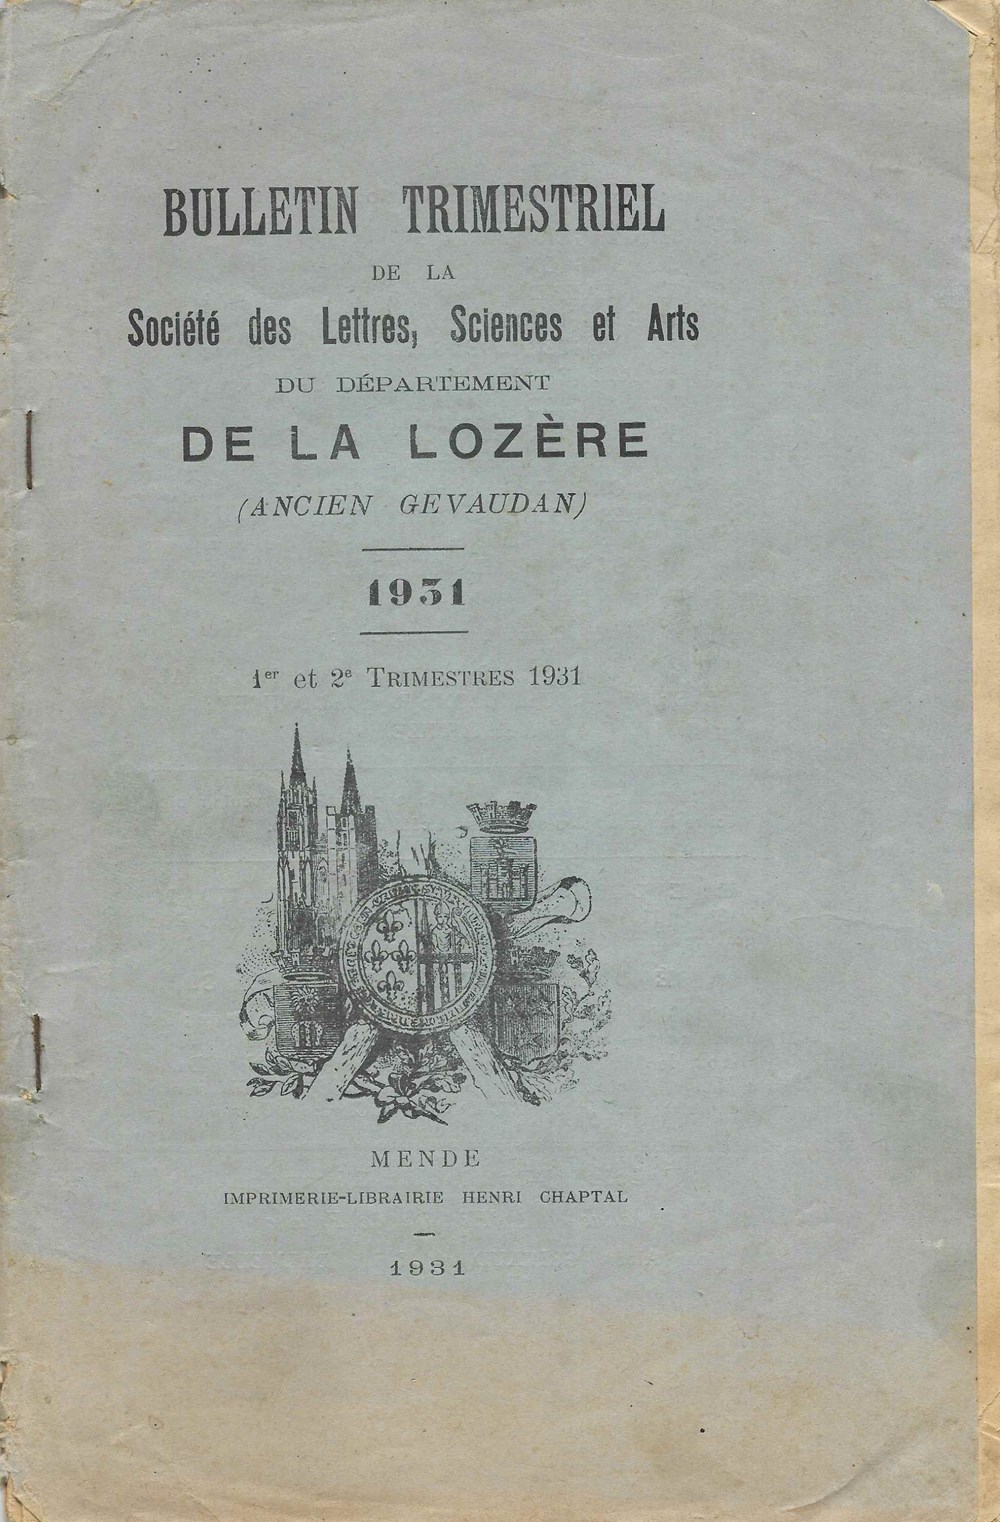 BULLETIN TRIMESTRIEL
DE LA
Société des Lettres, Sciences et Arts
DU DÉPARTEMENT
DE LA LOZÈRE
(ANCIEN GEVAUDAN)
1931
1er et 2e TRIMESTRES 1931
MENDE
IMPRIMERIE-LIBRAIRIE HENRI CHAPTAL
1931